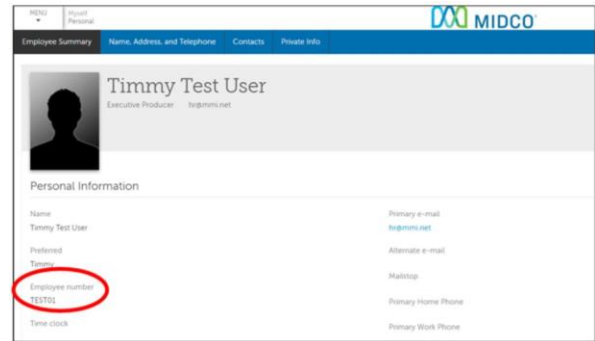 MENU
Myself
Personal
MIDCO
Employee Summary
Name, Address, and Telephone
Contacts
Private Info
Timmy Test User
Executive Producer
hr@mmi.net
Personal Information
Name
Timmy Test User
Preferred
Timmy
Employee number
TEST01
Time clock
Primary e-mail
hr@mmi.net
Alternate e-mail
Mailstop
Primary Home Phone
Primary Work Phone